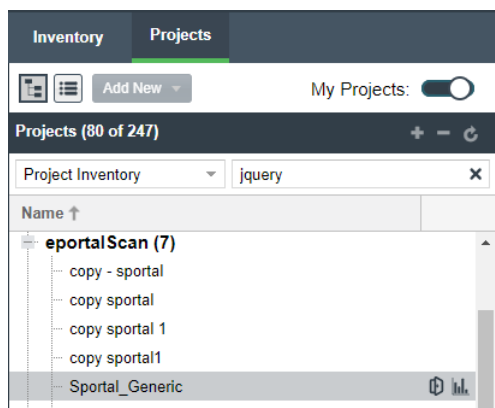 Inventory Projects
Add New My Projects:
Projects (80 of 247)
Project Inventory jquery
Name
eportalScan (7)
copy - sportal
copy sportal
copy sportal 1
copy sportal1
Sportal_Generic